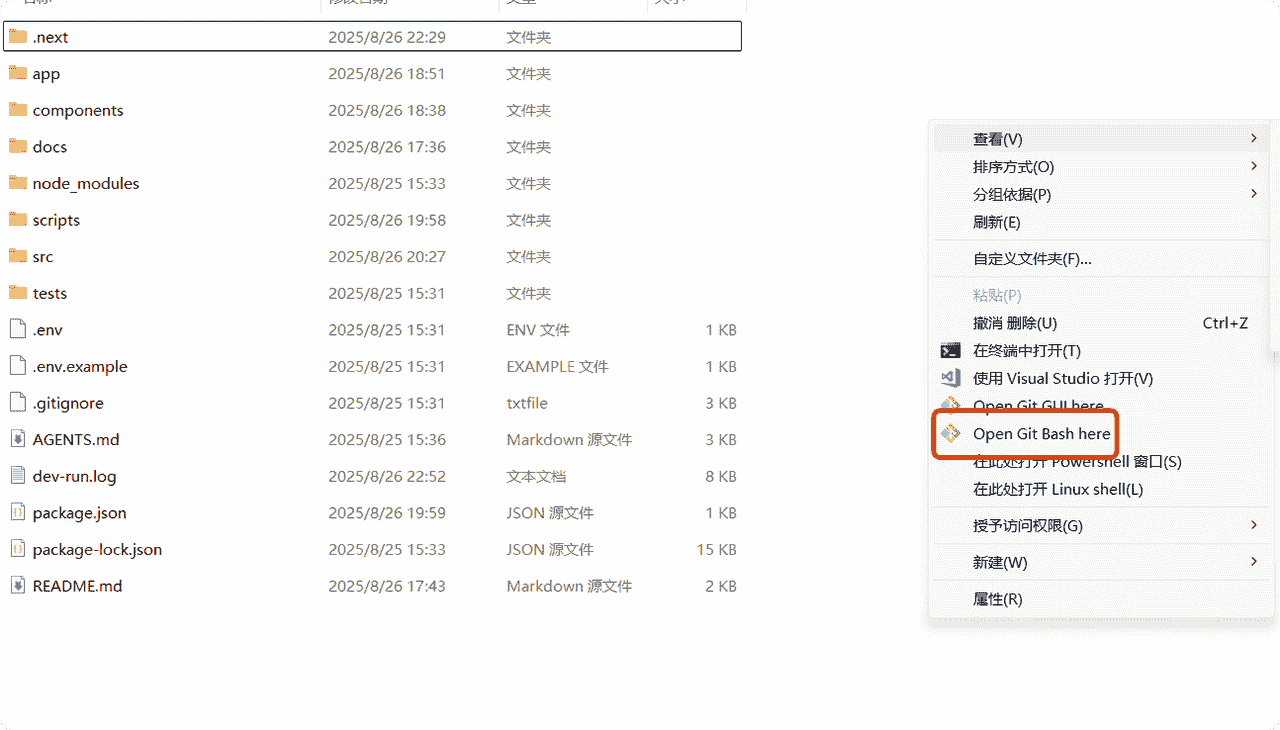 修改日期 类型 大小
.next 2025/8/26 22:29 文件夹
app 2025/8/26 18:51 文件夹
components 2025/8/26 18:38 文件夹
docs 2025/8/26 17:36 文件夹
node_modules 2025/8/25 15:33 文件夹
scripts 2025/8/26 19:58 文件夹
src 2025/8/26 20:27 文件夹
tests 2025/8/25 15:31 文件夹
.env 2025/8/25 15:31 ENV 文件 1 KB
.env.example 2025/8/25 15:31 EXAMPLE 文件 1 KB
.gitignore 2025/8/25 15:31 txtfile 3 KB
AGENTS.md 2025/8/25 15:36 Markdown 源文件 3 KB
dev-run.log 2025/8/26 22:52 文本文档 8 KB
package.json 2025/8/26 19:59 JSON 源文件 1 KB
package-lock.json 2025/8/25 15:33 JSON 源文件 15 KB
README.md 2025/8/26 17:43 Markdown 源文件 2 KB
查看(V)
排序方式(O)
分组依据(P)
刷新(E)
自定义文件夹(F)...
粘贴(P)
撤消 删除(U) Ctrl+Z
在终端中打开(T)
使用 Visual Studio 打开(V)
Open Git GUI here
Open Git Bash here
在此处打开 Powershell 窗口(S)
在此处打开 Linux shell(L)
授予访问权限(G)
新建(W)
属性(R)